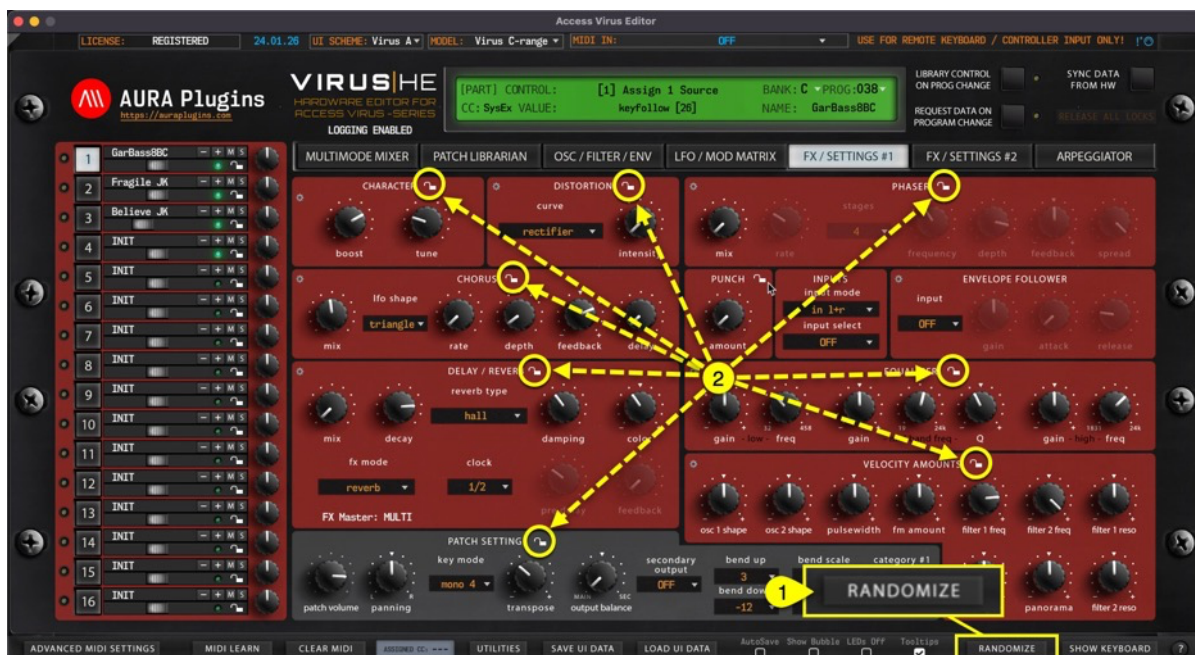 Access Virus Editor
LICENSE: REGISTERED 24.01.26 UI SCHEME: Virus A MODEL: Virus C-range MIDI IN: OFF USE FOR REMOTE KEYBOARD / CONTROLLER INPUT ONLY!
AURA Plugins
https://auraplugins.com
VIRUS|HE
HARDWARE EDITOR FOR
ACCESS VIRUS -SERIES
LOGGING ENABLED
[PART] CONTROL: [1] Assign 1 Source BANK: C PROG:038
CC: SysEx VALUE: keyfollow [26] NAME: GarBass8BC
LIBRARY CONTROL
ON PROG CHANGE
REQUEST DATA ON
PROGRAM CHANGE
SYNC DATA
FROM HW
RELEASE ALL LOCKS
MULTIMODE MIXER PATCH LIBRARIAN OSC / FILTER / ENV LFO / MOD MATRIX FX / SETTINGS #1 FX / SETTINGS #2 ARPEGGIATOR
1 GarBass8BC - + M S
2 Fragile JK - + M S
3 Believe JK - + M S
4 INIT - + M S
5 INIT - + M S
6 INIT - + M S
7 INIT - + M S
8 INIT - + M S
9 INIT - + M S
10 INIT - + M S
11 INIT - + M S
12 INIT - + M S
13 INIT - + M S
14 INIT - + M S
15 INIT - + M S
16 INIT - + M S
CHARACTER
boost tune
DISTORTION
curve
rectifier
intensity
PHASER
stages
4
mix rate frequency depth feedback spread
CHORUS
lfo shape
triangle
mix rate depth feedback delay
PUNCH
amount
INPUTS
input mode
in l+r
input select
OFF
ENVELOPE FOLLOWER
input
OFF
gain attack release
DELAY / REVERB
reverb type
hall
mix decay damping color
fx mode clock
reverb 1/2
predelay feedback
FX Master: MULTI
2
EQUALIZER
gain - low - freq gain - mid band freq - Q gain - high - freq
VELOCITY AMOUNTS
osc 1 shape osc 2 shape pulsewidth fm amount filter 1 freq filter 2 freq filter 1 reso
panorama filter 2 reso
PATCH SETTINGS
key mode
mono 4
patch volume panning transpose output balance
MAIN SEC
secondary
output
OFF
bend up
3
bend down
-12
bend scale category #1
1 RANDOMIZE
ADVANCED MIDI SETTINGS MIDI LEARN CLEAR MIDI ASSIGNED CC: --- UTILITIES SAVE UI DATA LOAD UI DATA AutoSave Show Bubble LEDs Off Tooltips RANDOMIZE SHOW KEYBOARD ?